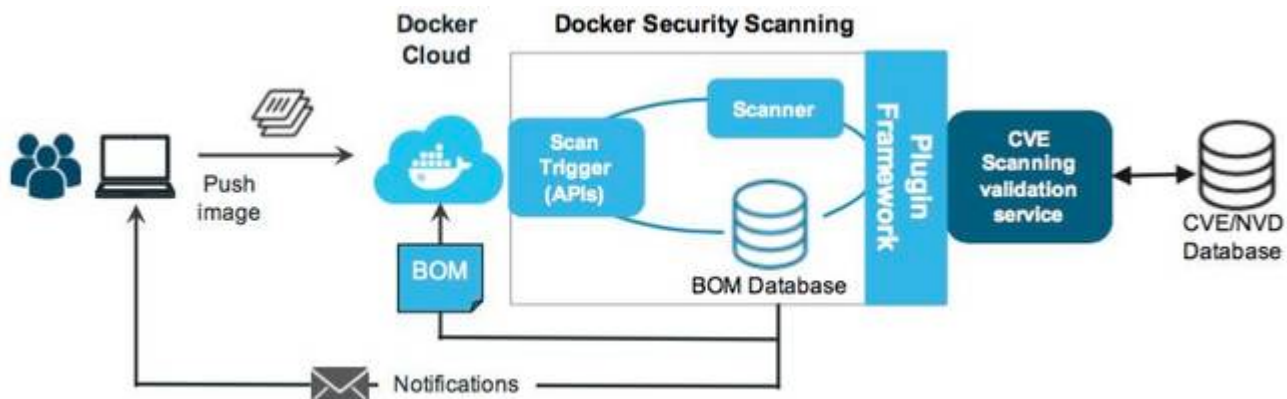 Docker
Cloud
Docker Security Scanning
Push
image
Scan
Trigger
(APIs)
Scanner
BOM Database
Plugin
Framework
CVE
Scanning
validation
service
CVE/NVD
Database
BOM
Notifications